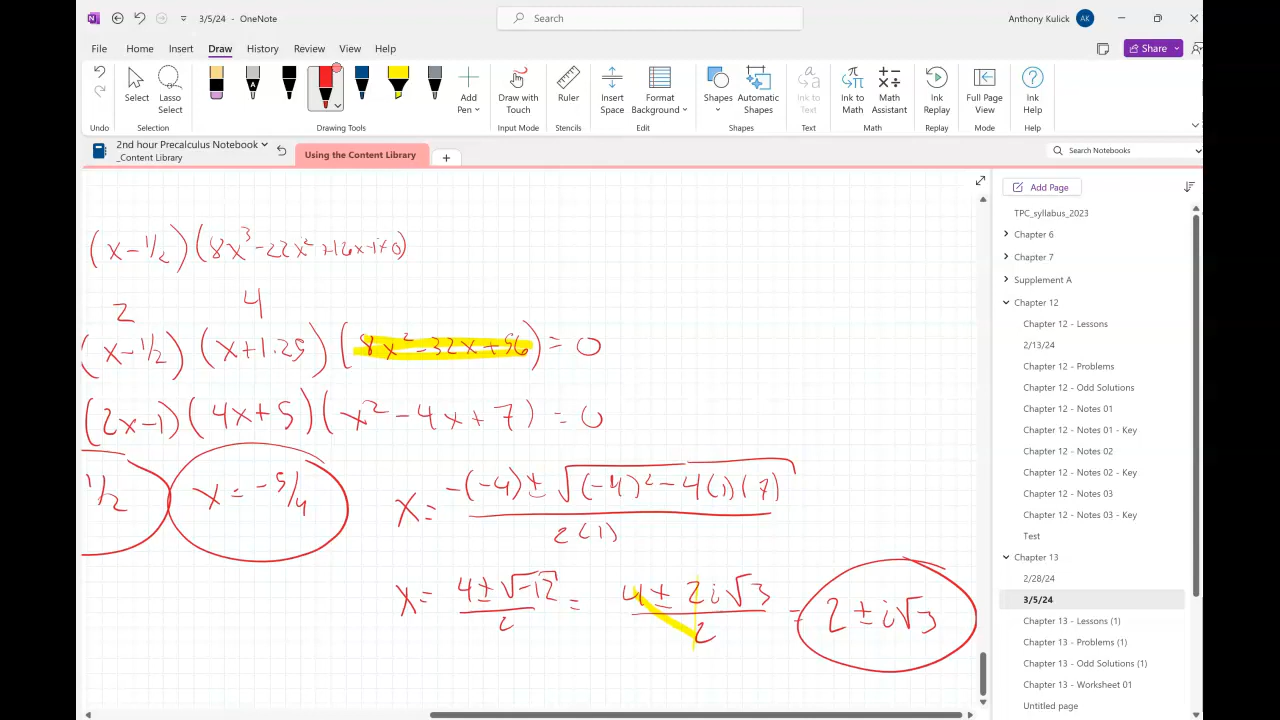 3/5/24 - OneNote
Search
Anthony Kulick
AK
File Home Insert Draw History Review View Help
Share
Select
Lasso Select
Add Pen
Draw with Touch
Ruler
Insert Space
Format Background
Shapes
Automatic Shapes
Ink to Text
Ink to Math
Math Assistant
Ink Replay
Full Page View
Ink Help
Undo
Selection
Drawing Tools
Input Mode
Stencils
Edit
Shapes
Text
Math
Replay
Mode
Help
2nd hour Precalculus Notebook
_Content Library
Using the Content Library
+
Search Notebooks
(x-1/2)(8x³-22x²
2 4
(x-1/2)(x+1.25)(8x²-32x+56)=0
(2x-1)(4x+5)(x²-4x+7)=0
1/2
x=-5/4
x= -(-4)±√(-4)²-4(1)(7)
2(1)
x= 4±√-12 / 2 = 4±2i√3 / 2 = 2±i√3
Add Page
TPC_syllabus_2023
Chapter 6
Chapter 7
Supplement A
Chapter 12
Chapter 12 - Lessons
2/13/24
Chapter 12 - Problems
Chapter 12 - Odd Solutions
Chapter 12 - Notes 01
Chapter 12 - Notes 01 - Key
Chapter 12 - Notes 02
Chapter 12 - Notes 02 - Key
Chapter 12 - Notes 03
Chapter 12 - Notes 03 - Key
Test
Chapter 13
2/28/24
3/5/24
Chapter 13 - Lessons (1)
Chapter 13 - Problems (1)
Chapter 13 - Odd Solutions (1)
Chapter 13 - Worksheet 01
Untitled page